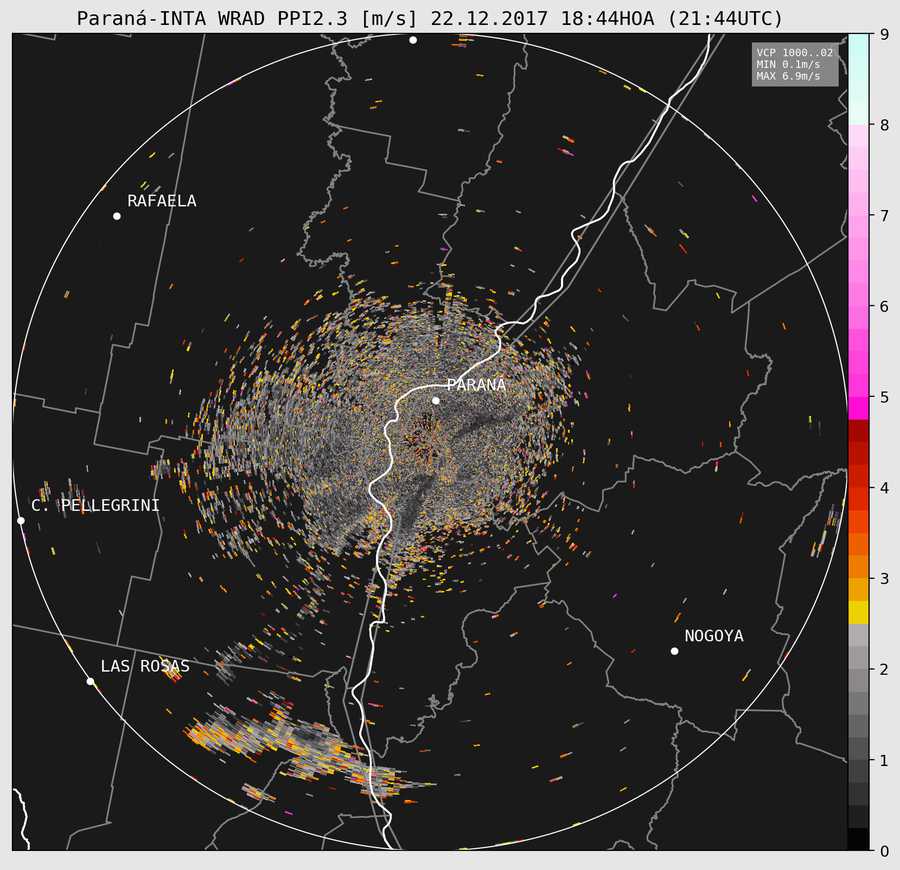 Paraná-INTA WRAD PPI2.3 [m/s] 22.12.2017 18:44HOA (21:44UTC)
VCP 1000..02
MIN 0.1m/s
MAX 6.9m/s
9
8
7
6
5
4
3
2
1
0
RAFAELA
PARANA
C. PELLEGRINI
NOGOYA
LAS ROSAS